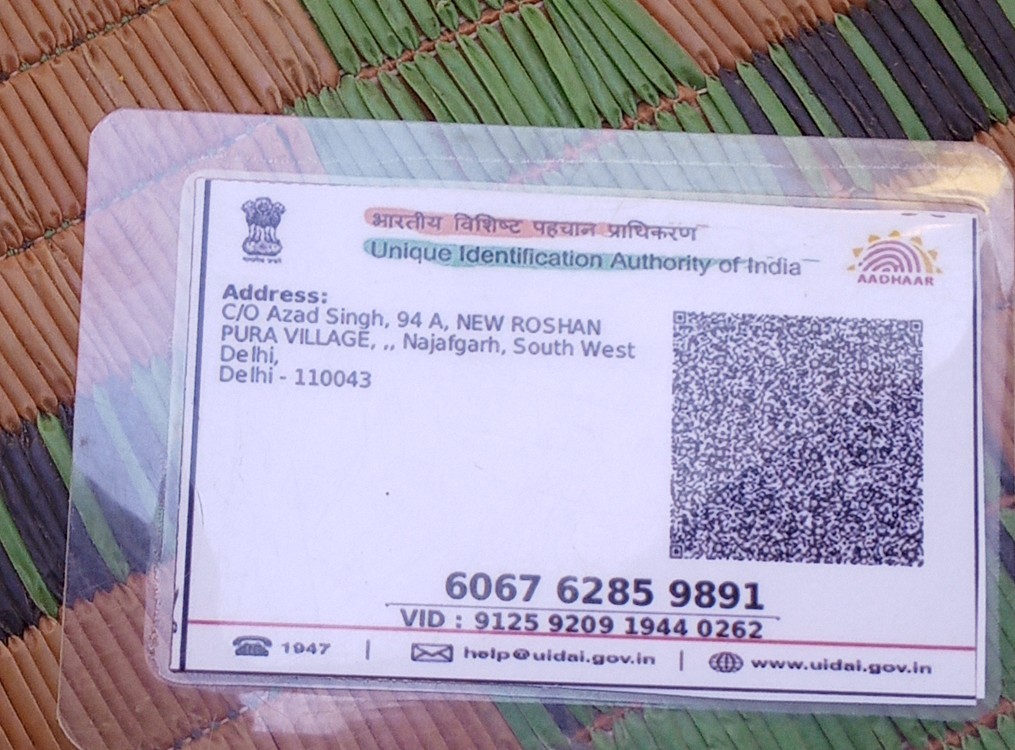 भारतीय विशिष्ट पहचान प्राधिकरण
Unique Identification Authority of India
AADHAAR
Address:
C/O Azad Singh, 94 A, NEW ROSHAN
PURA VILLAGE, ,, Najafgarh, South West
Delhi,
Delhi - 110043
6067 6285 9891
VID : 9125 9209 1944 0262
1947 | help@uidai.gov.in | www.uidai.gov.in